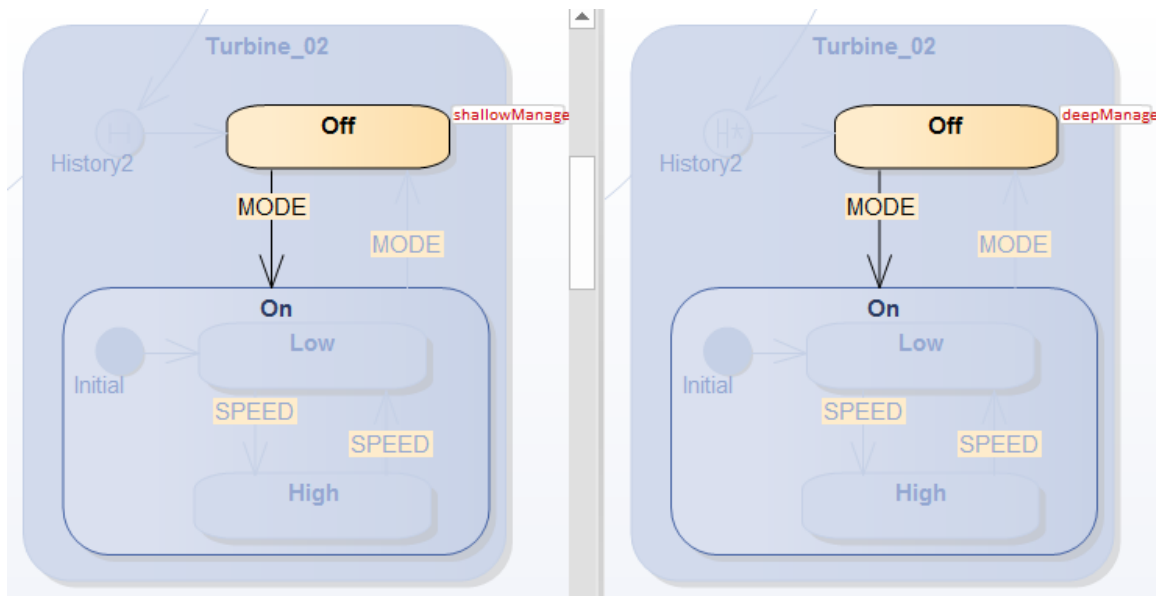 Turbine_02
Off
shallowManage
H
History2
MODE
MODE
On
Low
Initial
SPEED
SPEED
High
Turbine_02
Off
deepManage
H*
History2
MODE
MODE
On
Low
Initial
SPEED
SPEED
High